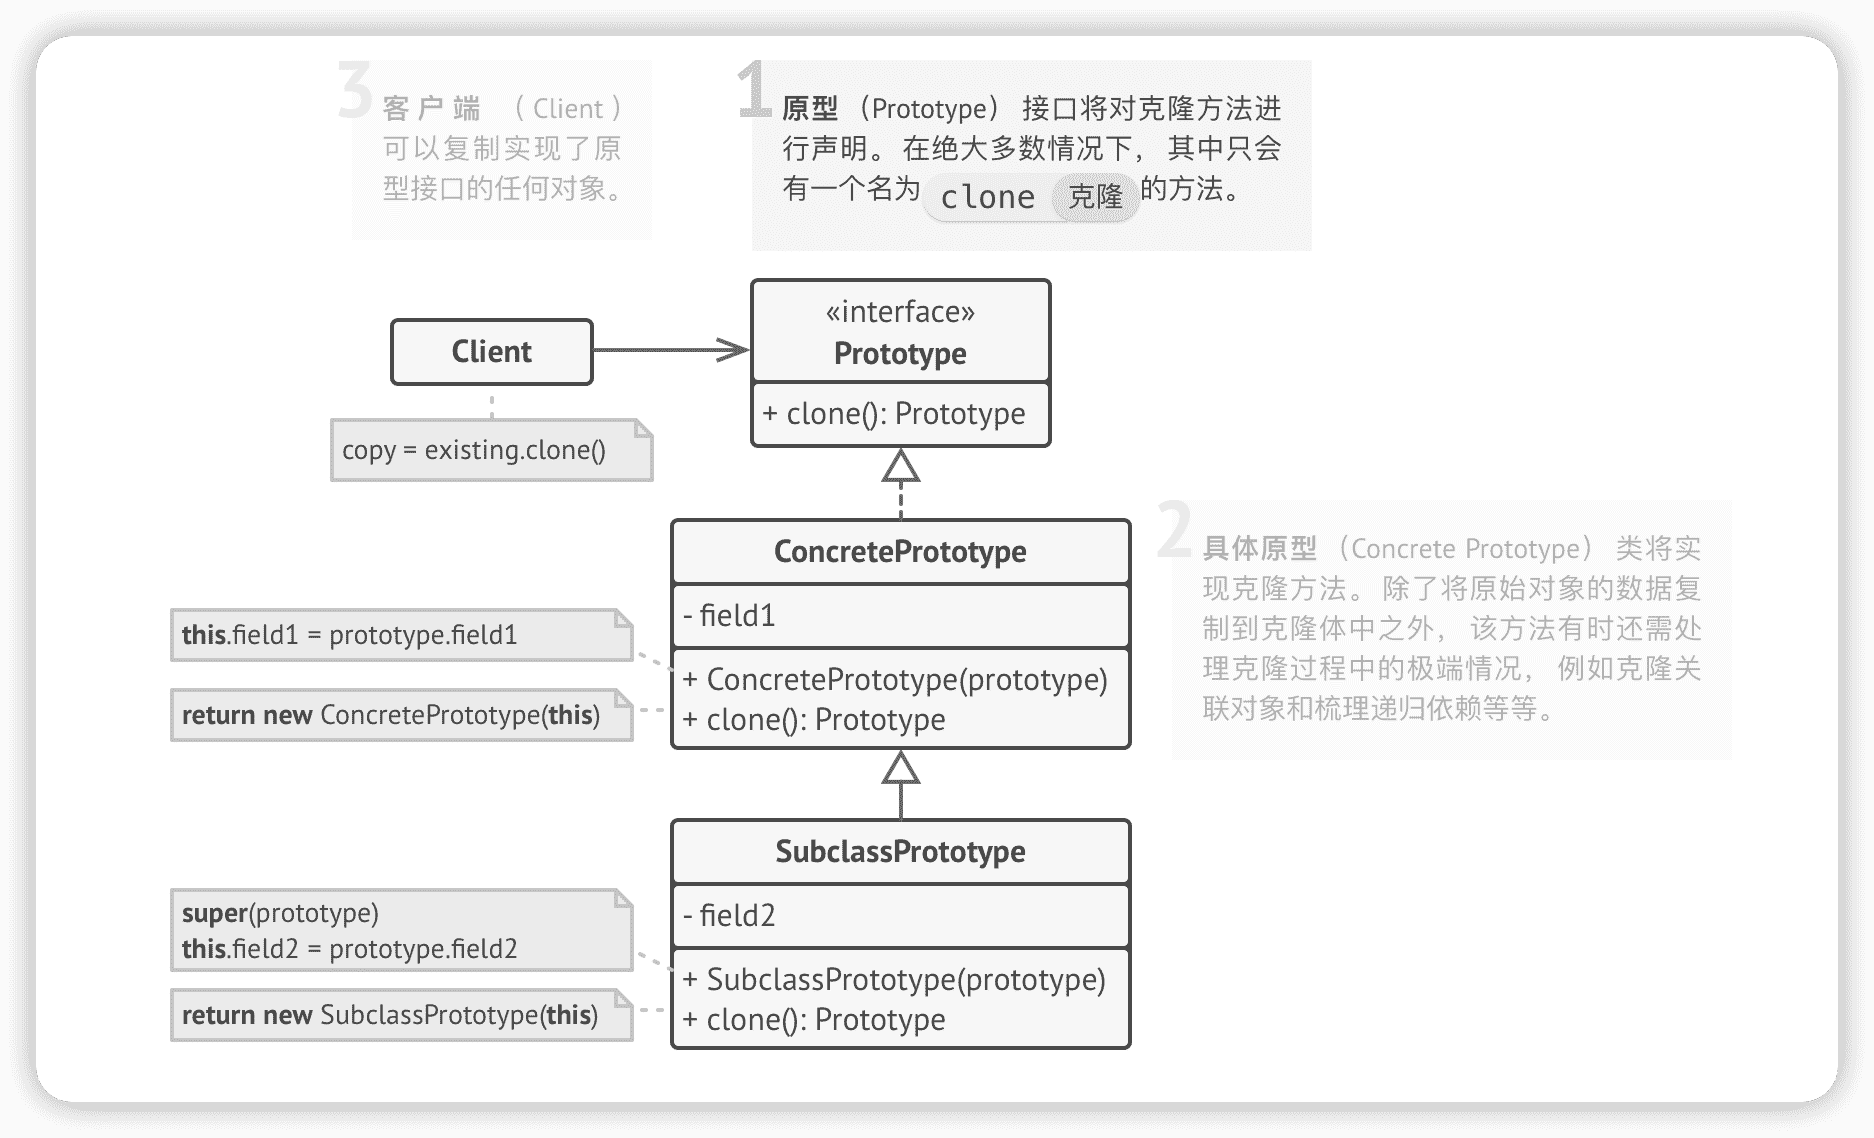 3
客户端 （Client）
可以复制实现了原
型接口的任何对象。
1
原型 （Prototype） 接口将对克隆方法进
行声明。 在绝大多数情况下， 其中只会
有一个名为 clone 克隆 的方法。
Client
copy = existing.clone()
«interface»
Prototype
+ clone(): Prototype
2
具体原型 （Concrete Prototype） 类将实
现克隆方法。 除了将原始对象的数据复
制到克隆体中之外， 该方法有时还需处
理克隆过程中的极端情况， 例如克隆关
联对象和梳理递归依赖等等。
ConcretePrototype
- field1
+ ConcretePrototype(prototype)
+ clone(): Prototype
this.field1 = prototype.field1
return new ConcretePrototype(this)
SubclassPrototype
- field2
+ SubclassPrototype(prototype)
+ clone(): Prototype
super(prototype)
this.field2 = prototype.field2
return new SubclassPrototype(this)